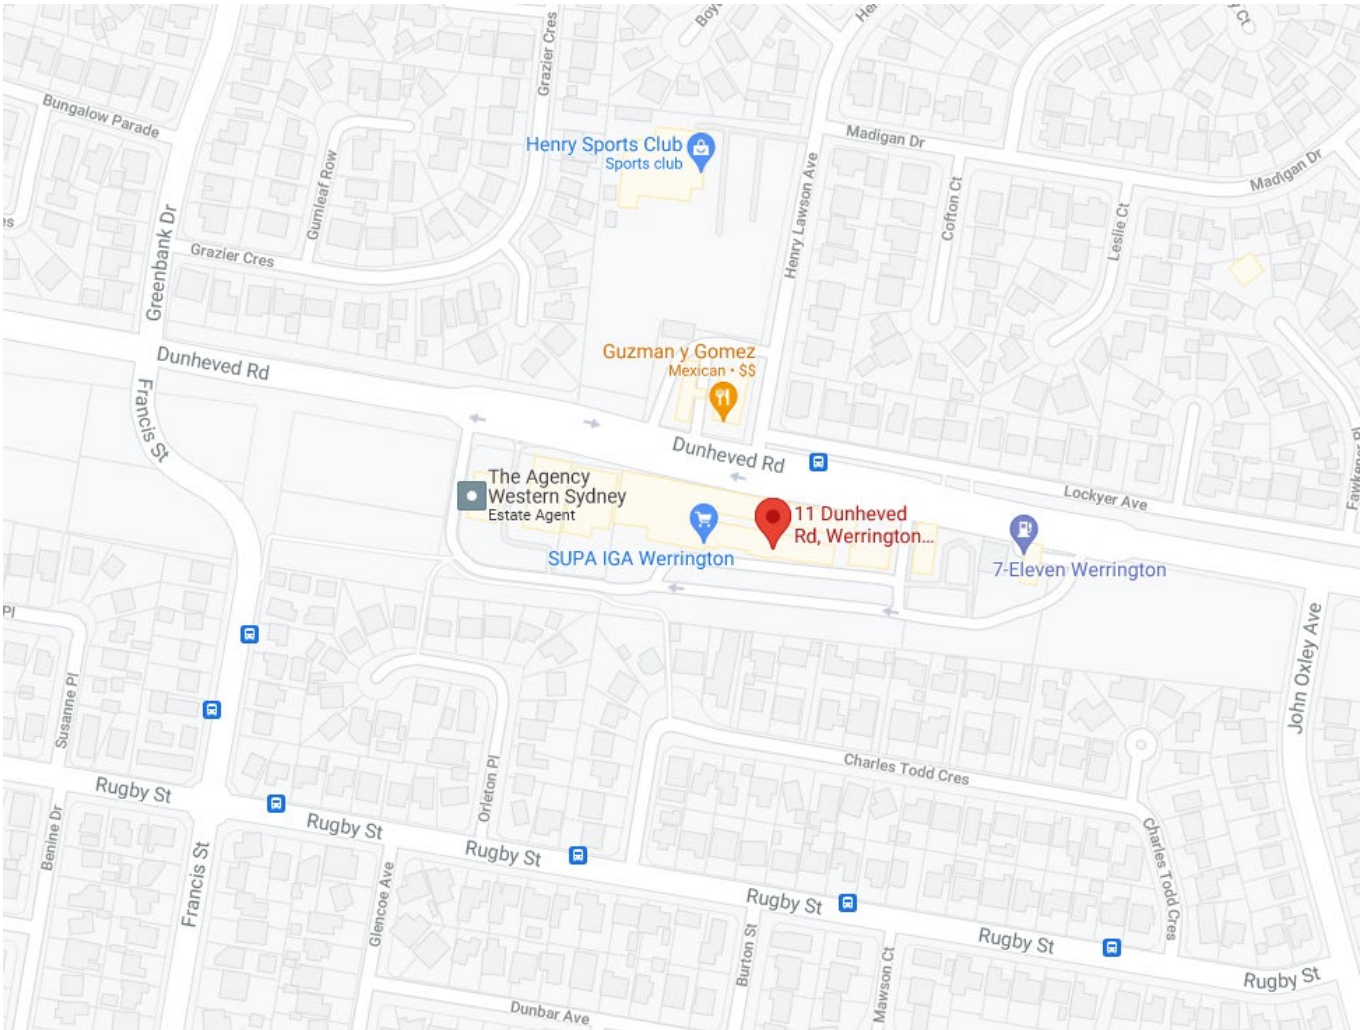 Grazier Cres
Bungalow Parade
Henry Sports Club
Sports club
Madigan Dr
Madigan Dr
Gumleaf Row
Henry Lawson Ave
Cofton Ct
Leslie Ct
Greenbank Dr
Grazier Cres
Guzman y Gomez
Mexican • $$
Dunheved Rd
Francis St
Dunheved Rd
The Agency
Western Sydney
Estate Agent
Lockyer Ave
11 Dunheved
Rd, Werrington...
SUPA IGA Werrington
7-Eleven Werrington
Pl
John Oxley Ave
Susanne Pl
Orleton Pl
Charles Todd Cres
Rugby St
Rugby St
Rugby St
Benine Dr
Francis St
Glencoe Ave
Charles Todd Cres
Rugby St
Burton St
Mawson Ct
Rugby St
Rugby St
Dunbar Ave